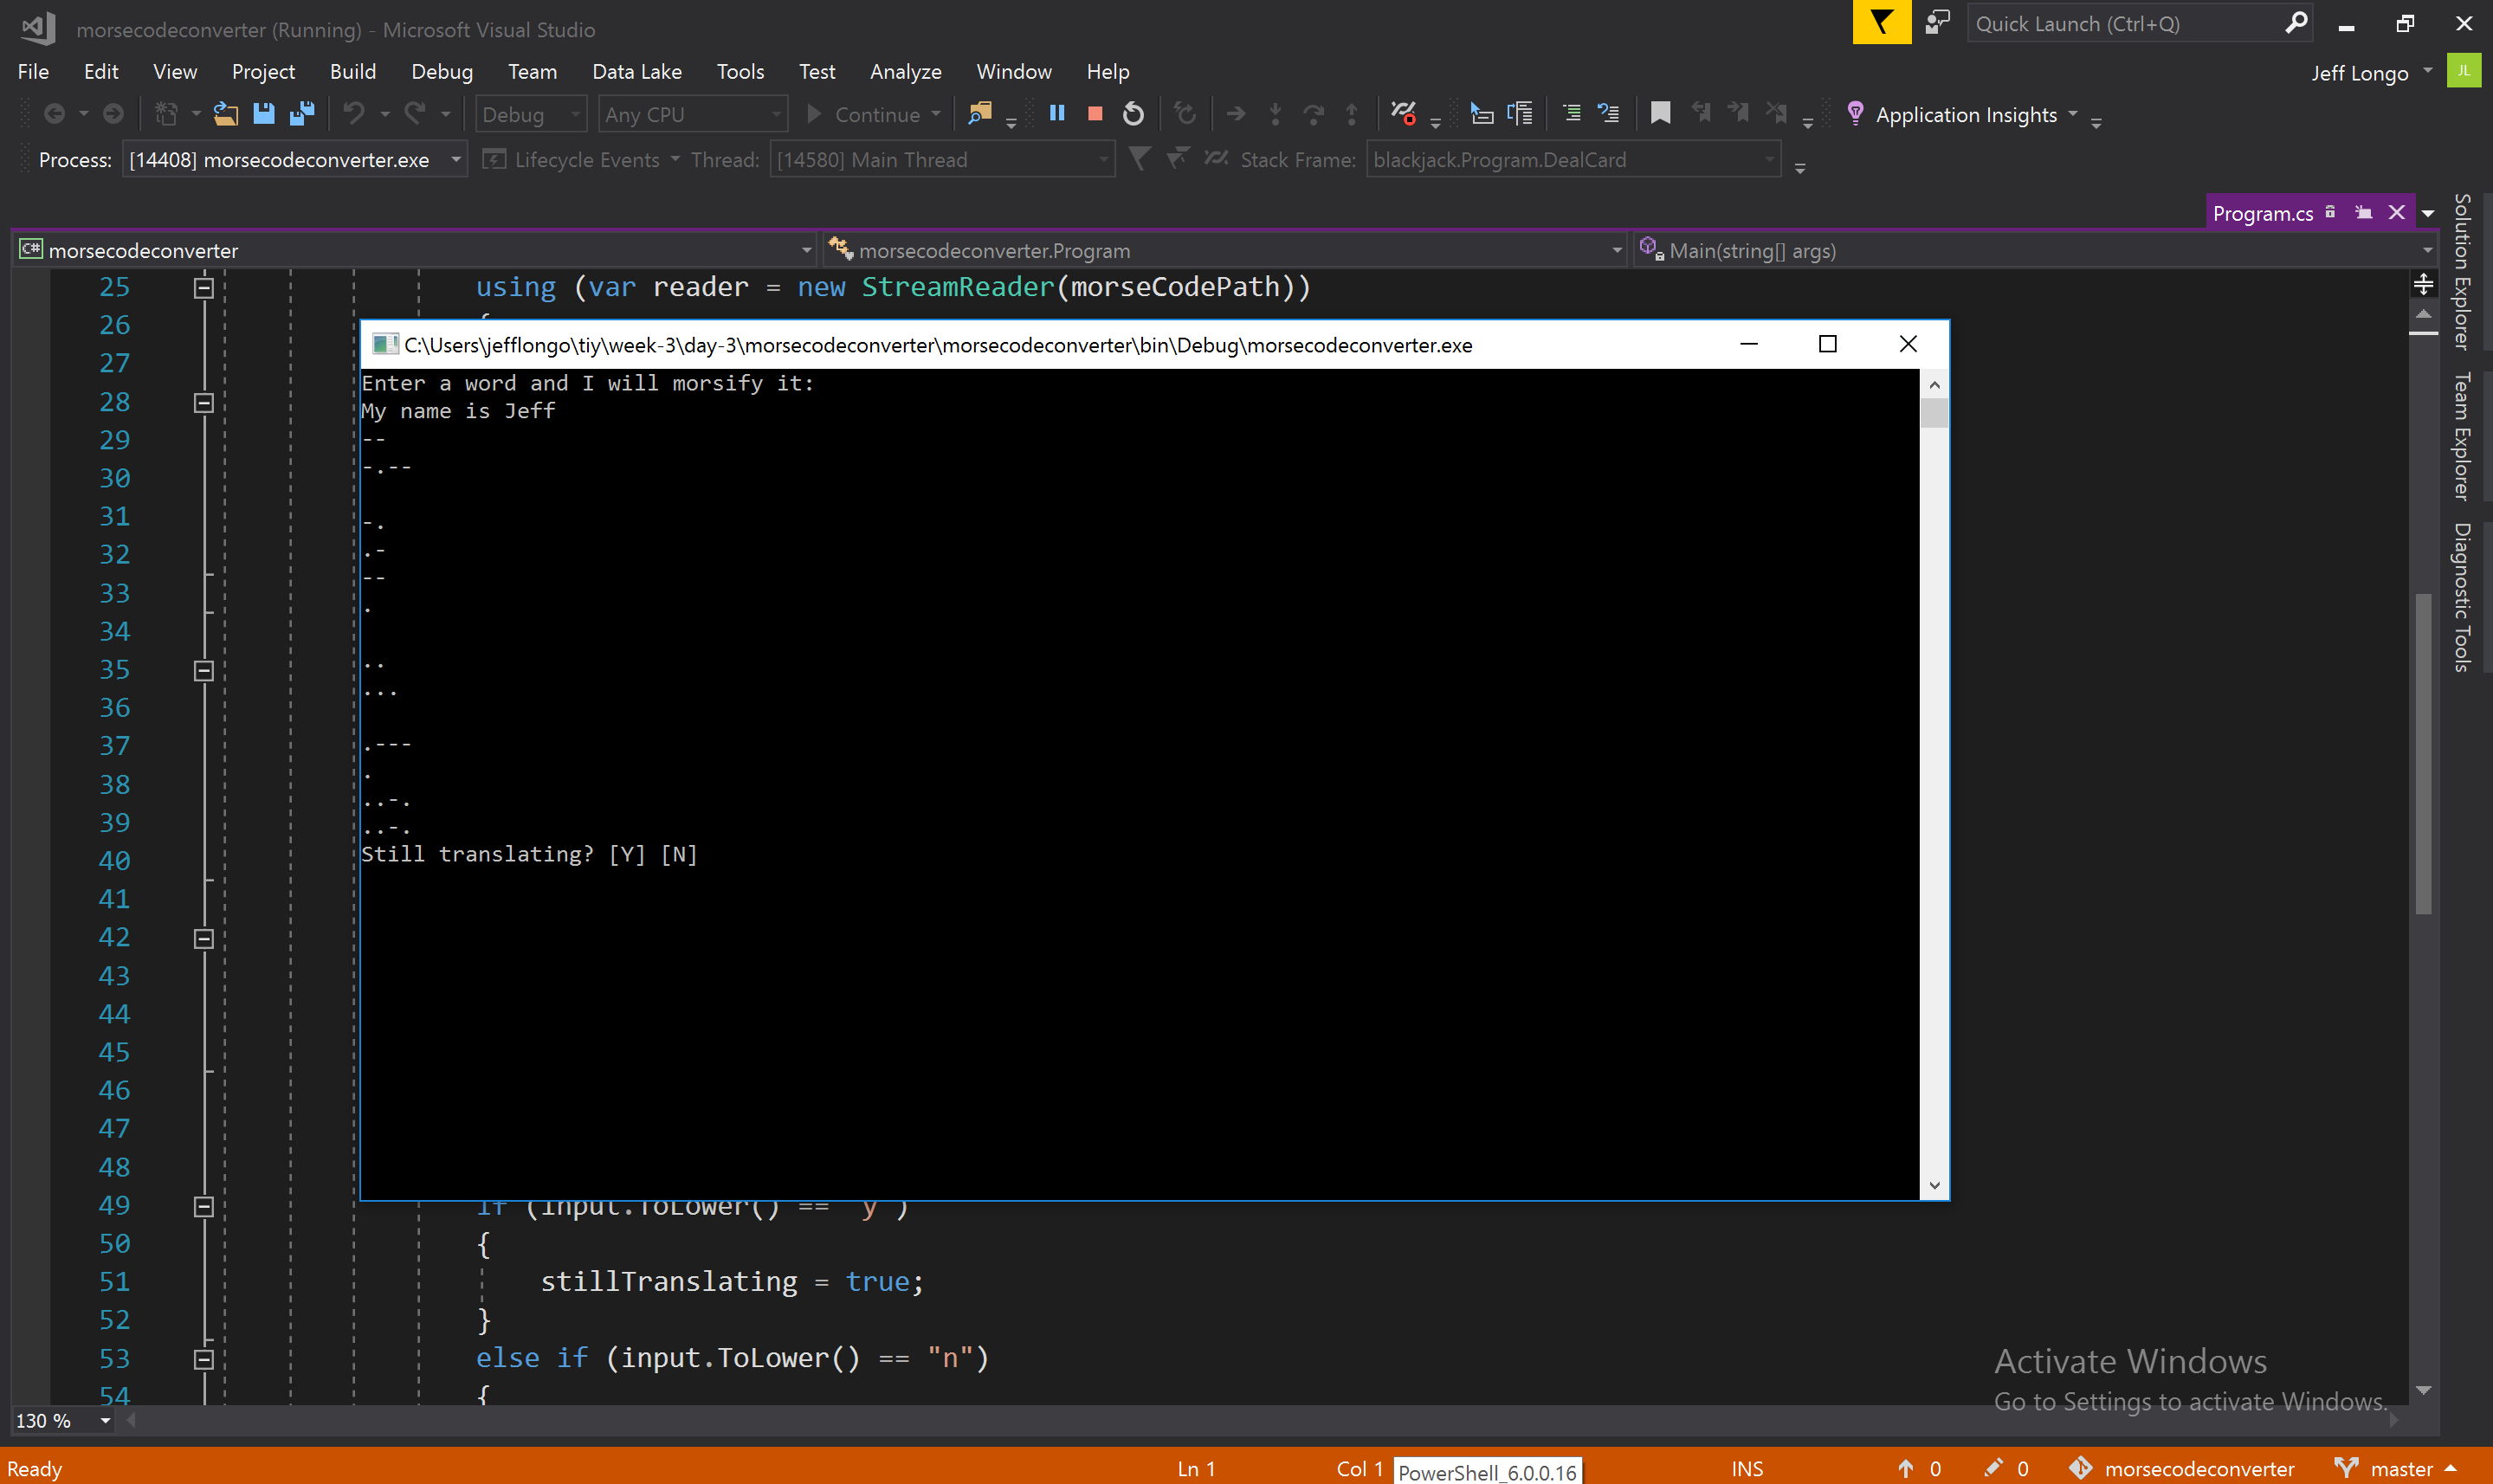 morsecodeconverter (Running) - Microsoft Visual Studio
Quick Launch (Ctrl+Q)
File Edit View Project Build Debug Team Data Lake Tools Test Analyze Window Help
Jeff Longo JL
Debug Any CPU Continue Application Insights
Process: [14408] morsecodeconverter.exe Lifecycle Events Thread: [14580] Main Thread Stack Frame: blackjack.Program.DealCard
Program.cs
C# morsecodeconverter morsecodeconverter.Program Main(string[] args)
25 using (var reader = new StreamReader(morseCodePath))
26
27
28
29
30
31
32
33
34
35
36
37
38
39
40
41
42
43
44
45
46
47
48
C:\Users\jefflongo\tiy\week-3\day-3\morsecodeconverter\morsecodeconverter\bin\Debug\morsecodeconverter.exe
Enter a word and I will morsify it:
My name is Jeff
--
-.--
-.
.-
--
.
..
...
.---
.
..-.
..-.
Still translating? [Y] [N]
49 if (input.ToLower() == y )
50 {
51 stillTranslating = true;
52 }
53 else if (input.ToLower() == "n")
54 {
Solution Explorer
Team Explorer
Diagnostic Tools
Activate Windows
Go to Settings to activate Windows.
130 %
Ready Ln 1 Col 1 PowerShell_6.0.0.16 INS 0 0 morsecodeconverter master